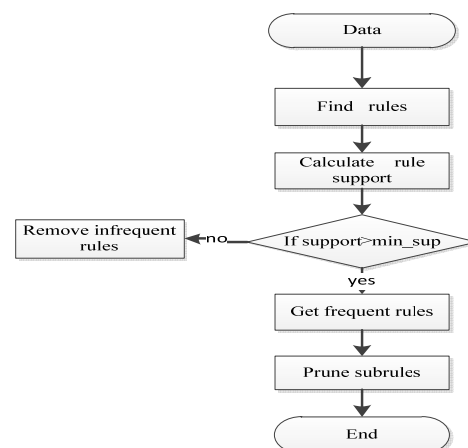 Data
Find rules
Calculate rule
support
If support>min_sup
no
Remove infrequent
rules
yes
Get frequent rules
Prune subrules
End